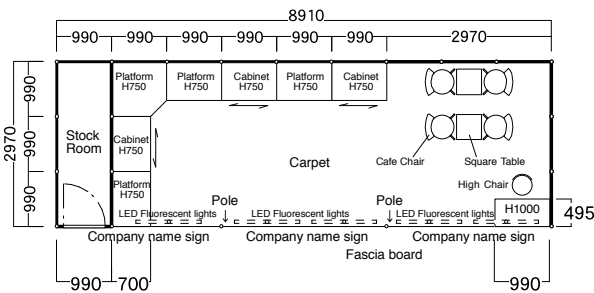 8910
990 990 990 990 990 990 2970
2970
990
990
990
Platform H750
Platform H750
Cabinet H750
Platform H750
Cabinet H750
Stock Room
Cabinet H750
Platform H750
Carpet
Cafe Chair
Square Table
High Chair
H1000
495
Pole
Pole
LED Fluorescent lights
LED Fluorescent lights
LED Fluorescent lights
Company name sign
Company name sign
Company name sign
Fascia board
990
700
990